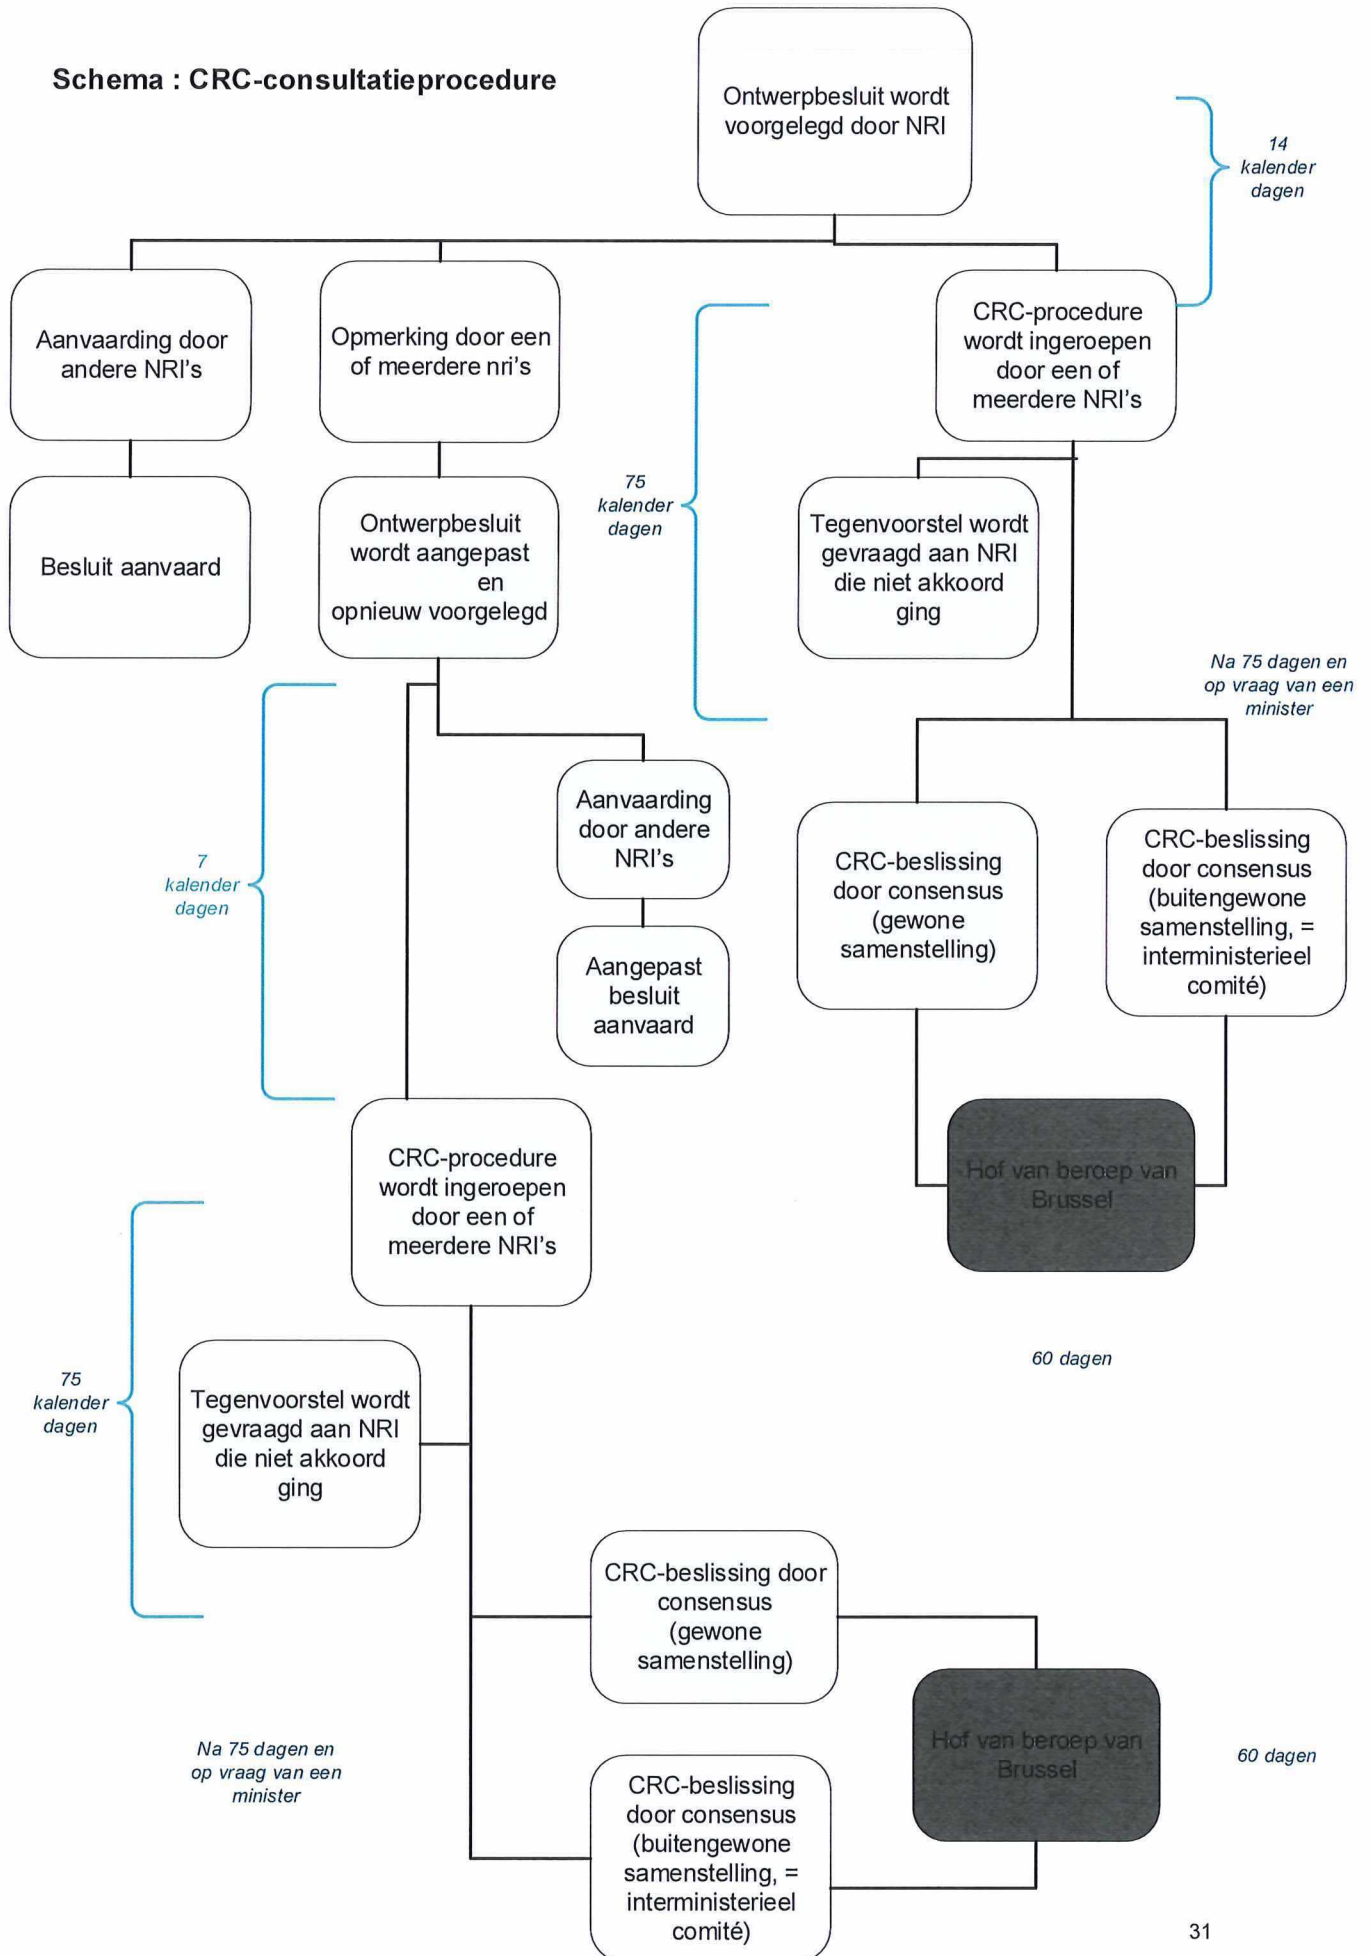 Schema : CRC-consultatieprocedure
Ontwerpbesluit wordt
voorgelegd door NRI
14
kalender
dagen
Aanvaarding door
andere NRI's
Opmerking door een
of meerdere nri's
CRC-procedure
wordt ingeroepen
door een of
meerdere NRI's
Besluit aanvaard
Ontwerpbesluit
wordt aangepast
en
opnieuw voorgelegd
75
kalender
dagen
Tegenvoorstel wordt
gevraagd aan NRI
die niet akkoord
ging
Na 75 dagen en
op vraag van een
minister
7
kalender
dagen
Aanvaarding
door andere
NRI's
Aangepast
besluit
aanvaard
CRC-beslissing
door consensus
(gewone
samenstelling)
CRC-beslissing
door consensus
(buitengewone
samenstelling, =
interministerieel
comité)
Hof van beroep van
Brussel
60 dagen
CRC-procedure
wordt ingeroepen
door een of
meerdere NRI's
75
kalender
dagen
Tegenvoorstel wordt
gevraagd aan NRI
die niet akkoord
ging
CRC-beslissing door
consensus
(gewone
samenstelling)
Na 75 dagen en
op vraag van een
minister
Hof van beroep van
Brussel
60 dagen
CRC-beslissing
door consensus
(buitengewone
samenstelling, =
interministerieel
comité)
31